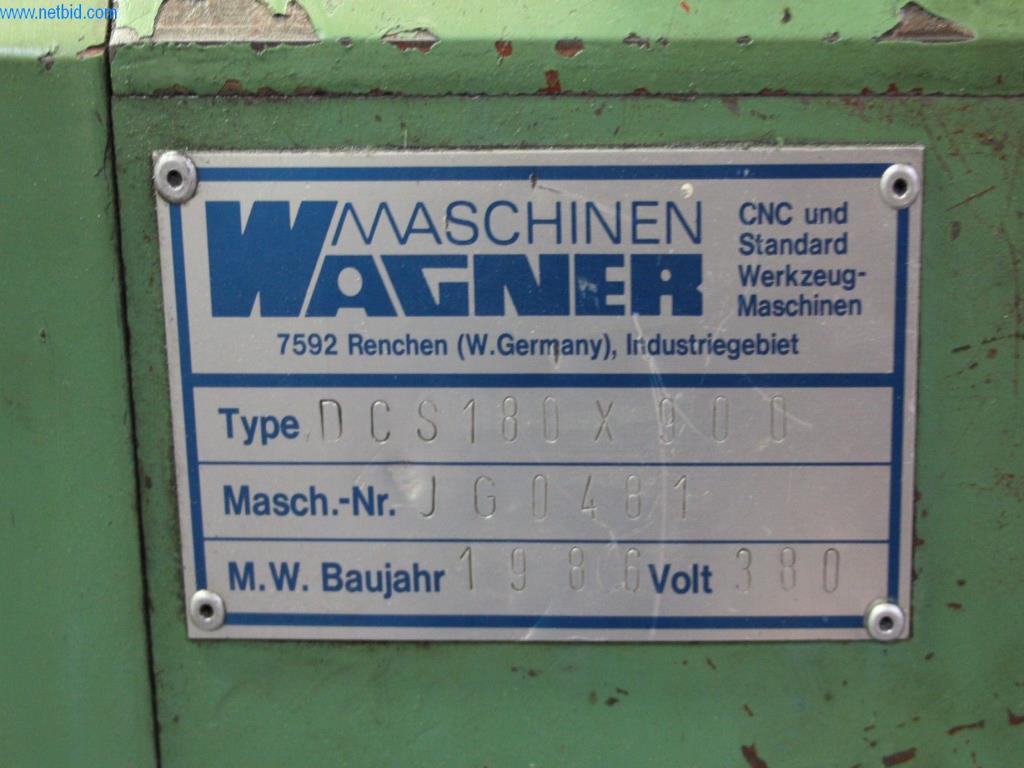 www.netbid.com
MASCHINEN
WAGNER
CNC und
Standard
Werkzeug-
Maschinen
7592 Renchen (W.Germany), Industriegebiet
Type DCS180X900
Masch.-Nr. JG0481
M.W. Baujahr 1986 Volt 380